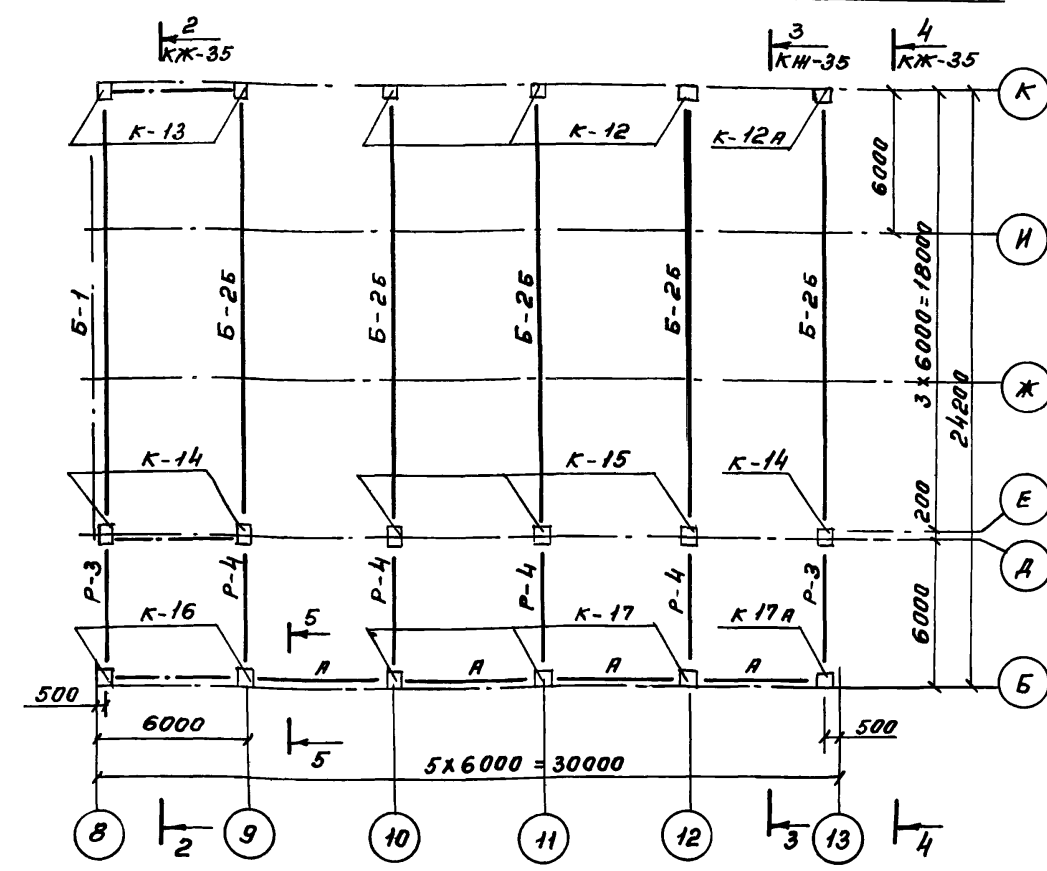 2
КЖ-35
3
КЖ-35
4
КЖ-35
К
К-13
К-12
К-12А
6000
И
Б-1
Б-2Б
Б-2Б
Б-2Б
Б-2Б
Б-2Б
3х6000=18000
24200
Ж
К-14
К-15
К-14
200
Е
Д
Р-3
Р-4
Р-4
Р-4
Р-4
Р-3
6000
К-16
5
К-17
К17А
А
А
А
А
Б
500
6000
5
500
5х6000=30000
8
2
9
10
11
12
3
13
4